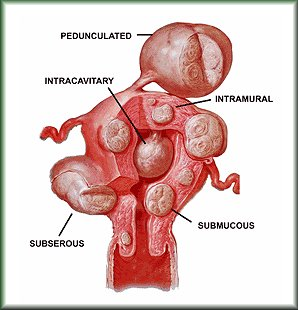 PEDUNCULATED
INTRACAVITARY
INTRAMURAL
SUBMUCOUS
SUBSEROUS